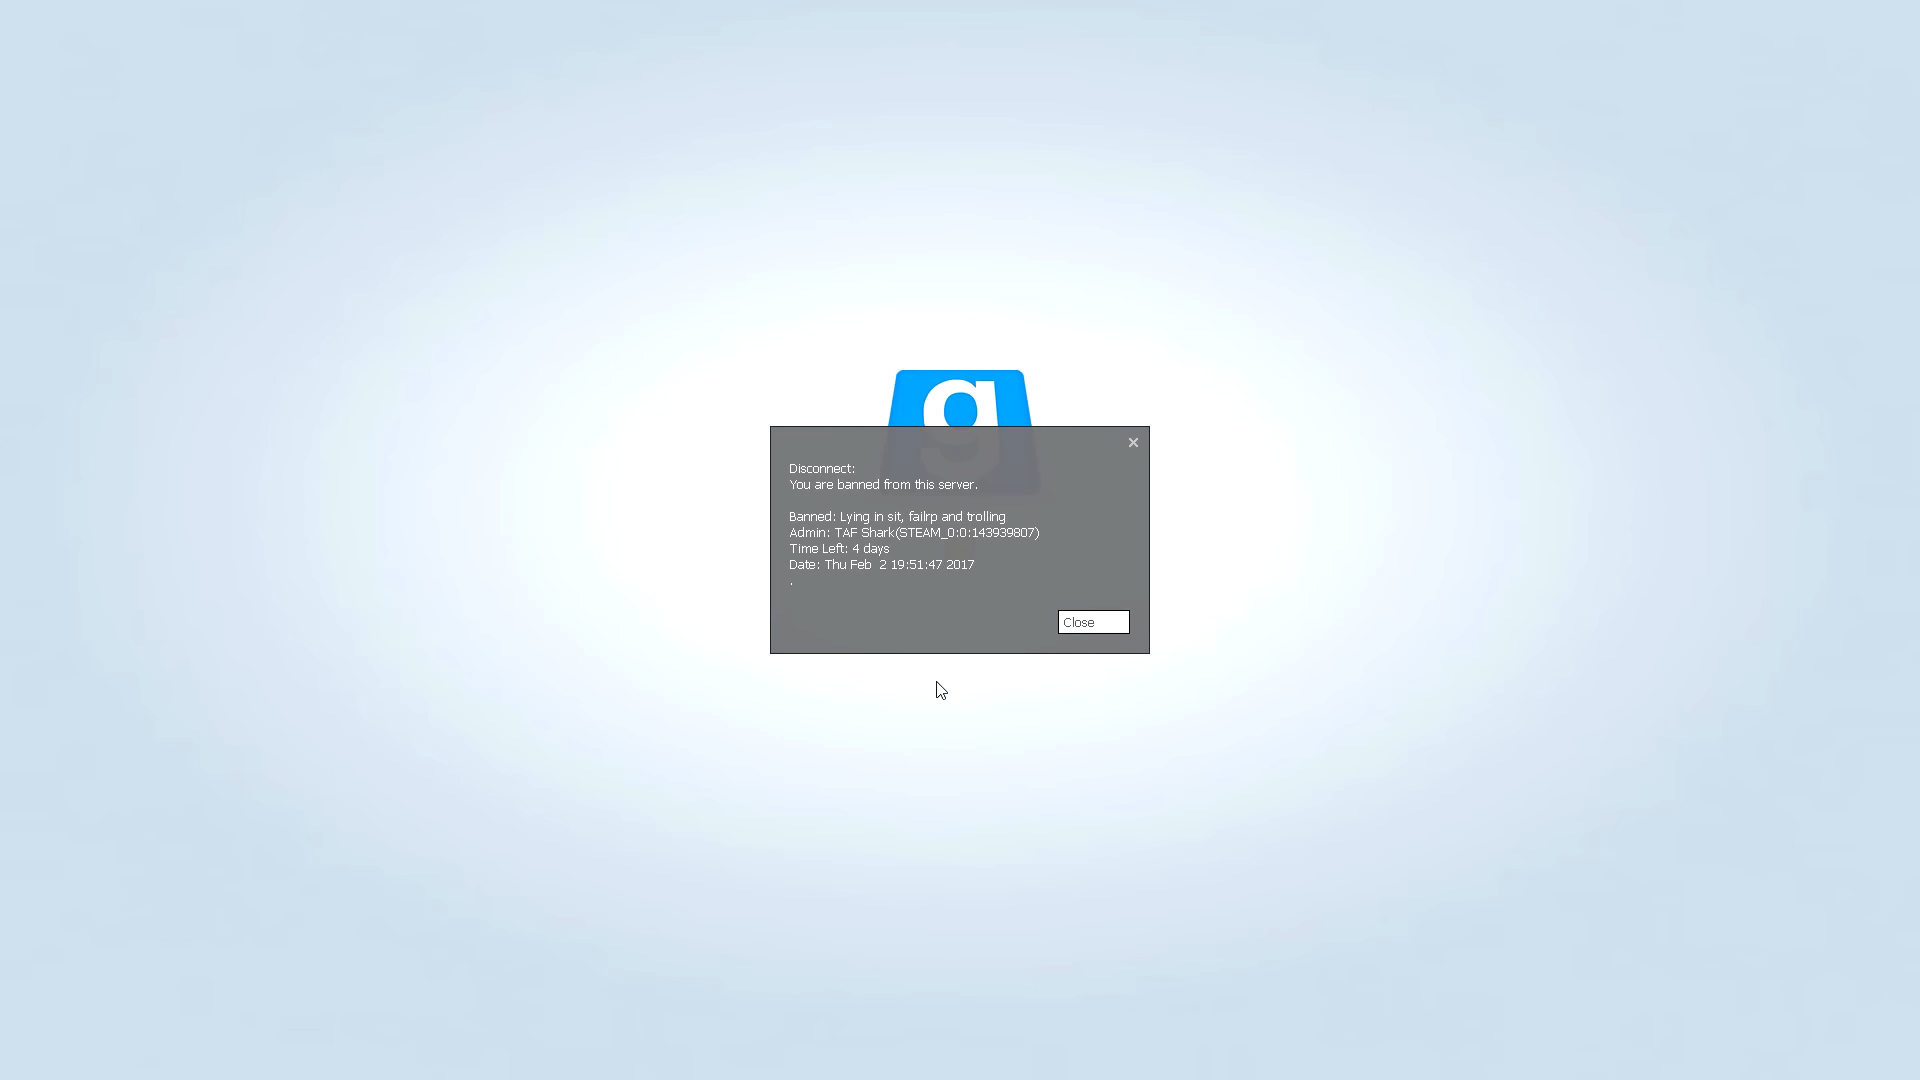 g
Disconnect:
You are banned from this server.
Banned: Lying in sit, failrp and trolling
Admin: TAF Shark(STEAM_0:0:143939807)
Time Left: 4 days
Date: Thu Feb  2 19:51:47 2017
.
Close